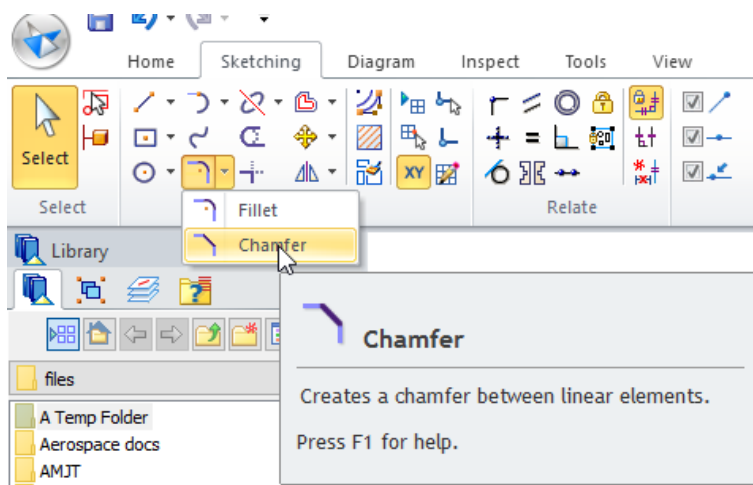 Home Sketching Diagram Inspect Tools View
XY
Select
Select Relate
Fillet
Chamfer
Library
Chamfer
files
Creates a chamfer between linear elements.
A Temp Folder
Aerospace docs
Press F1 for help.
AMJT